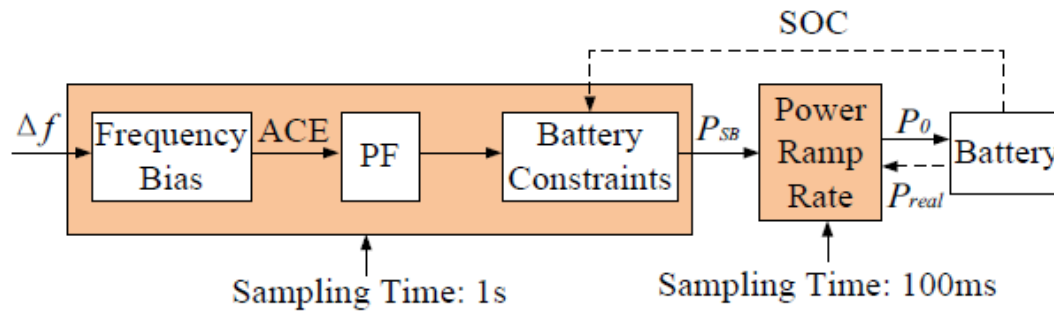 SOC
Δf
Frequency
Bias
ACE
PF
Battery
Constraints
P_SB
Power
Ramp
Rate
P_0
P_real
Battery
Sampling Time: 1s
Sampling Time: 100ms